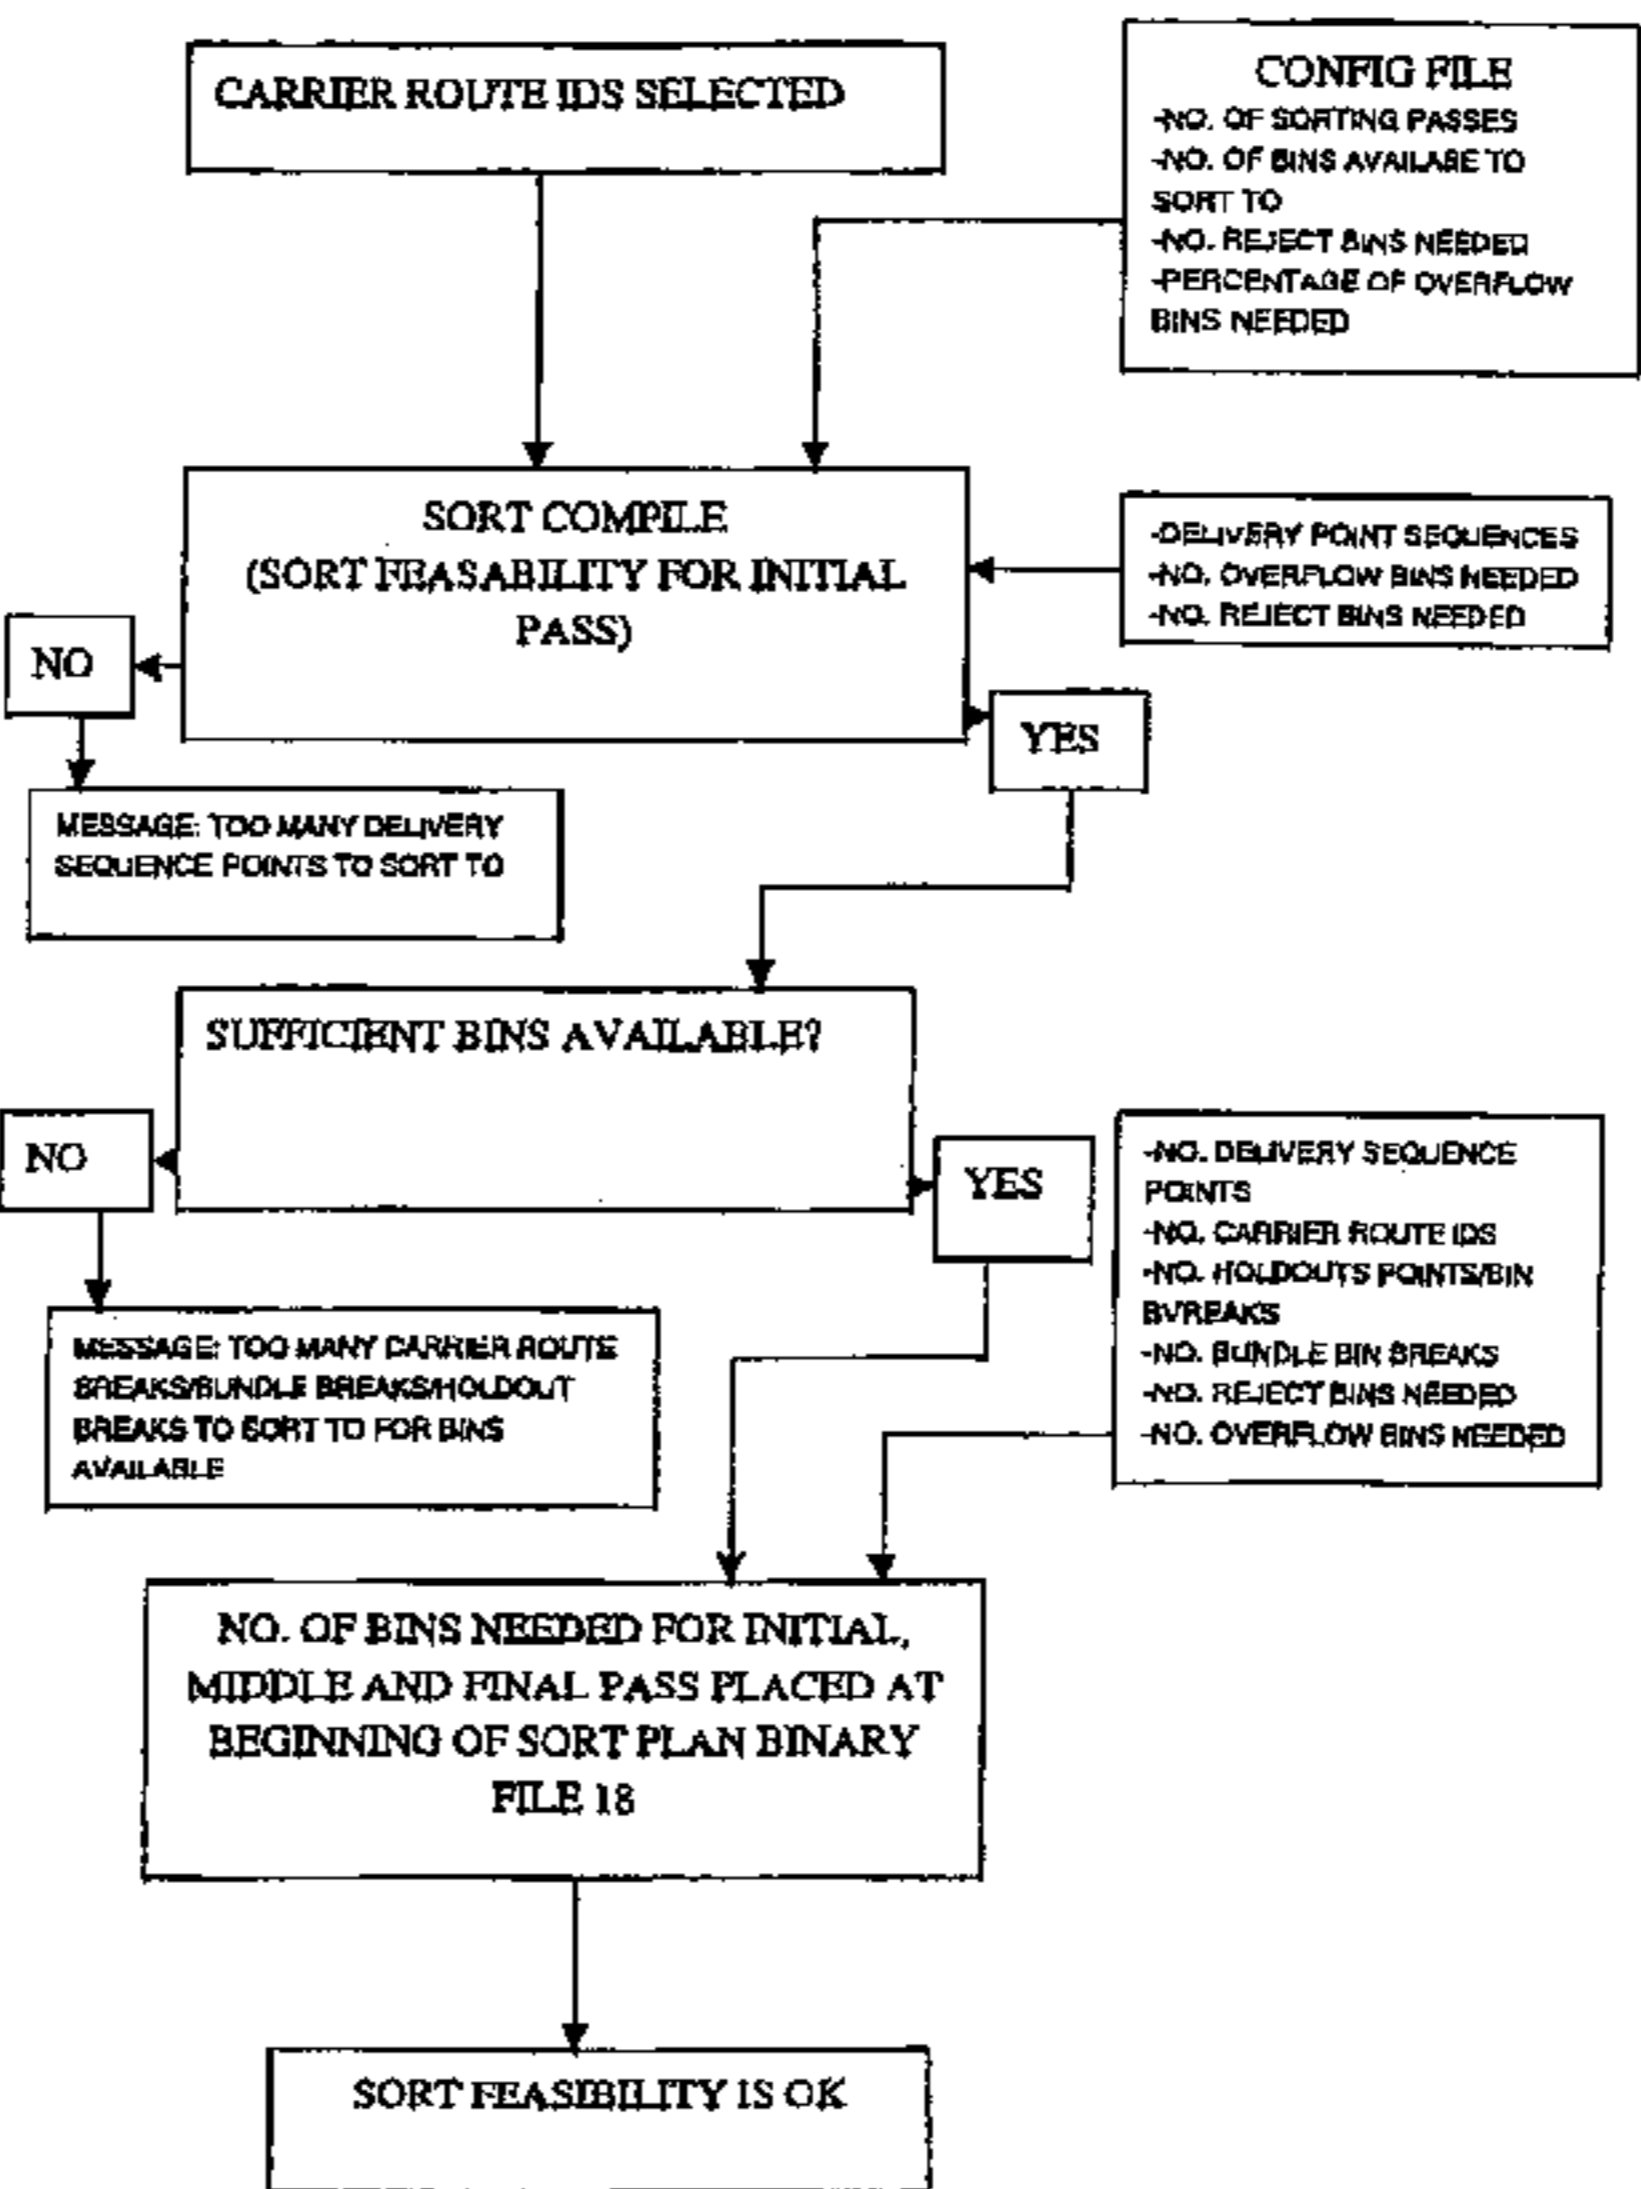 CARRIER ROUTE IDS SELECTED
CONFIG FILE
-NO. OF SORTING PASSES
-NO. OF BINS AVAILABE TO
SORT TO
-NO. REJECT BINS NEEDED
-PERCENTAGE OF OVERFLOW
BINS NEEDED
SORT COMPILE
(SORT FEASABILITY FOR INITIAL
PASS)
-DELIVERY POINT SEQUENCES
-NO. OVERFLOW BINS NEEDED
-NO. REJECT BINS NEEDED
NO
YES
MESSAGE: TOO MANY DELIVERY
SEQUENCE POINTS TO SORT TO
SUFFICIENT BINS AVAILABLE?
NO
YES
-NO. DELIVERY SEQUENCE
POINTS
-NO. CARRIER ROUTE IDS
-NO. HOLDOUTS POINTS/BIN
BVREAKS
-NO. BUNDLE BIN BREAKS
-NO. REJECT BINS NEEDED
-NO. OVERFLOW BINS NEEDED
MESSAGE: TOO MANY CARRIER ROUTE
BREAKS/BUNDLE BREAKS/HOLDOUT
BREAKS TO SORT TO FOR BINS
AVAILABLE
NO. OF BINS NEEDED FOR INITIAL,
MIDDLE AND FINAL PASS PLACED AT
BEGINNING OF SORT PLAN BINARY
FILE 18
SORT FEASIBILITY IS OK